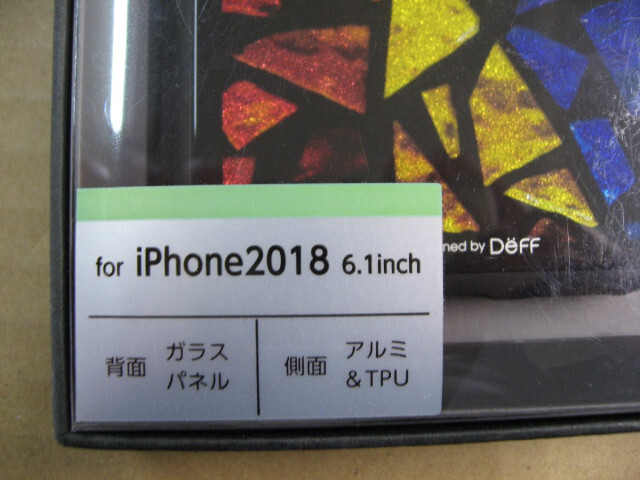 ned by DëFF
for iPhone2018 6.1inch
背面 ガラス
パネル
側面 アルミ
&TPU